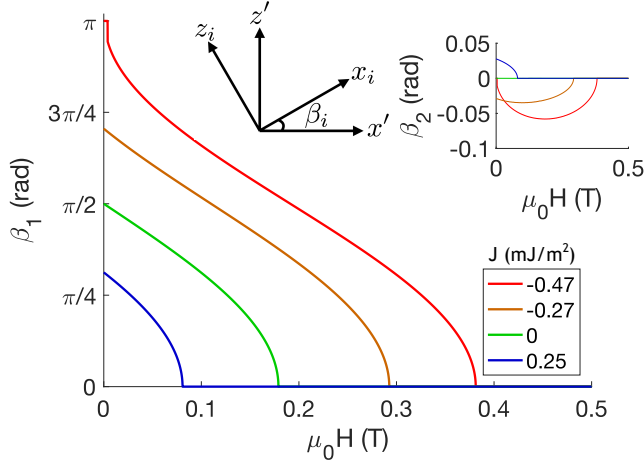 π
3π/4
π/2
π/4
0
β₁ (rad)
0 0.1 0.2 0.3 0.4 0.5
μ₀H (T)
z′
zᵢ
xᵢ
βᵢ
x′
0.05
0
-0.05
-0.1
β₂ (rad)
0 0.5
μ₀H (T)
J (mJ/m²)
-0.47
-0.27
0
0.25